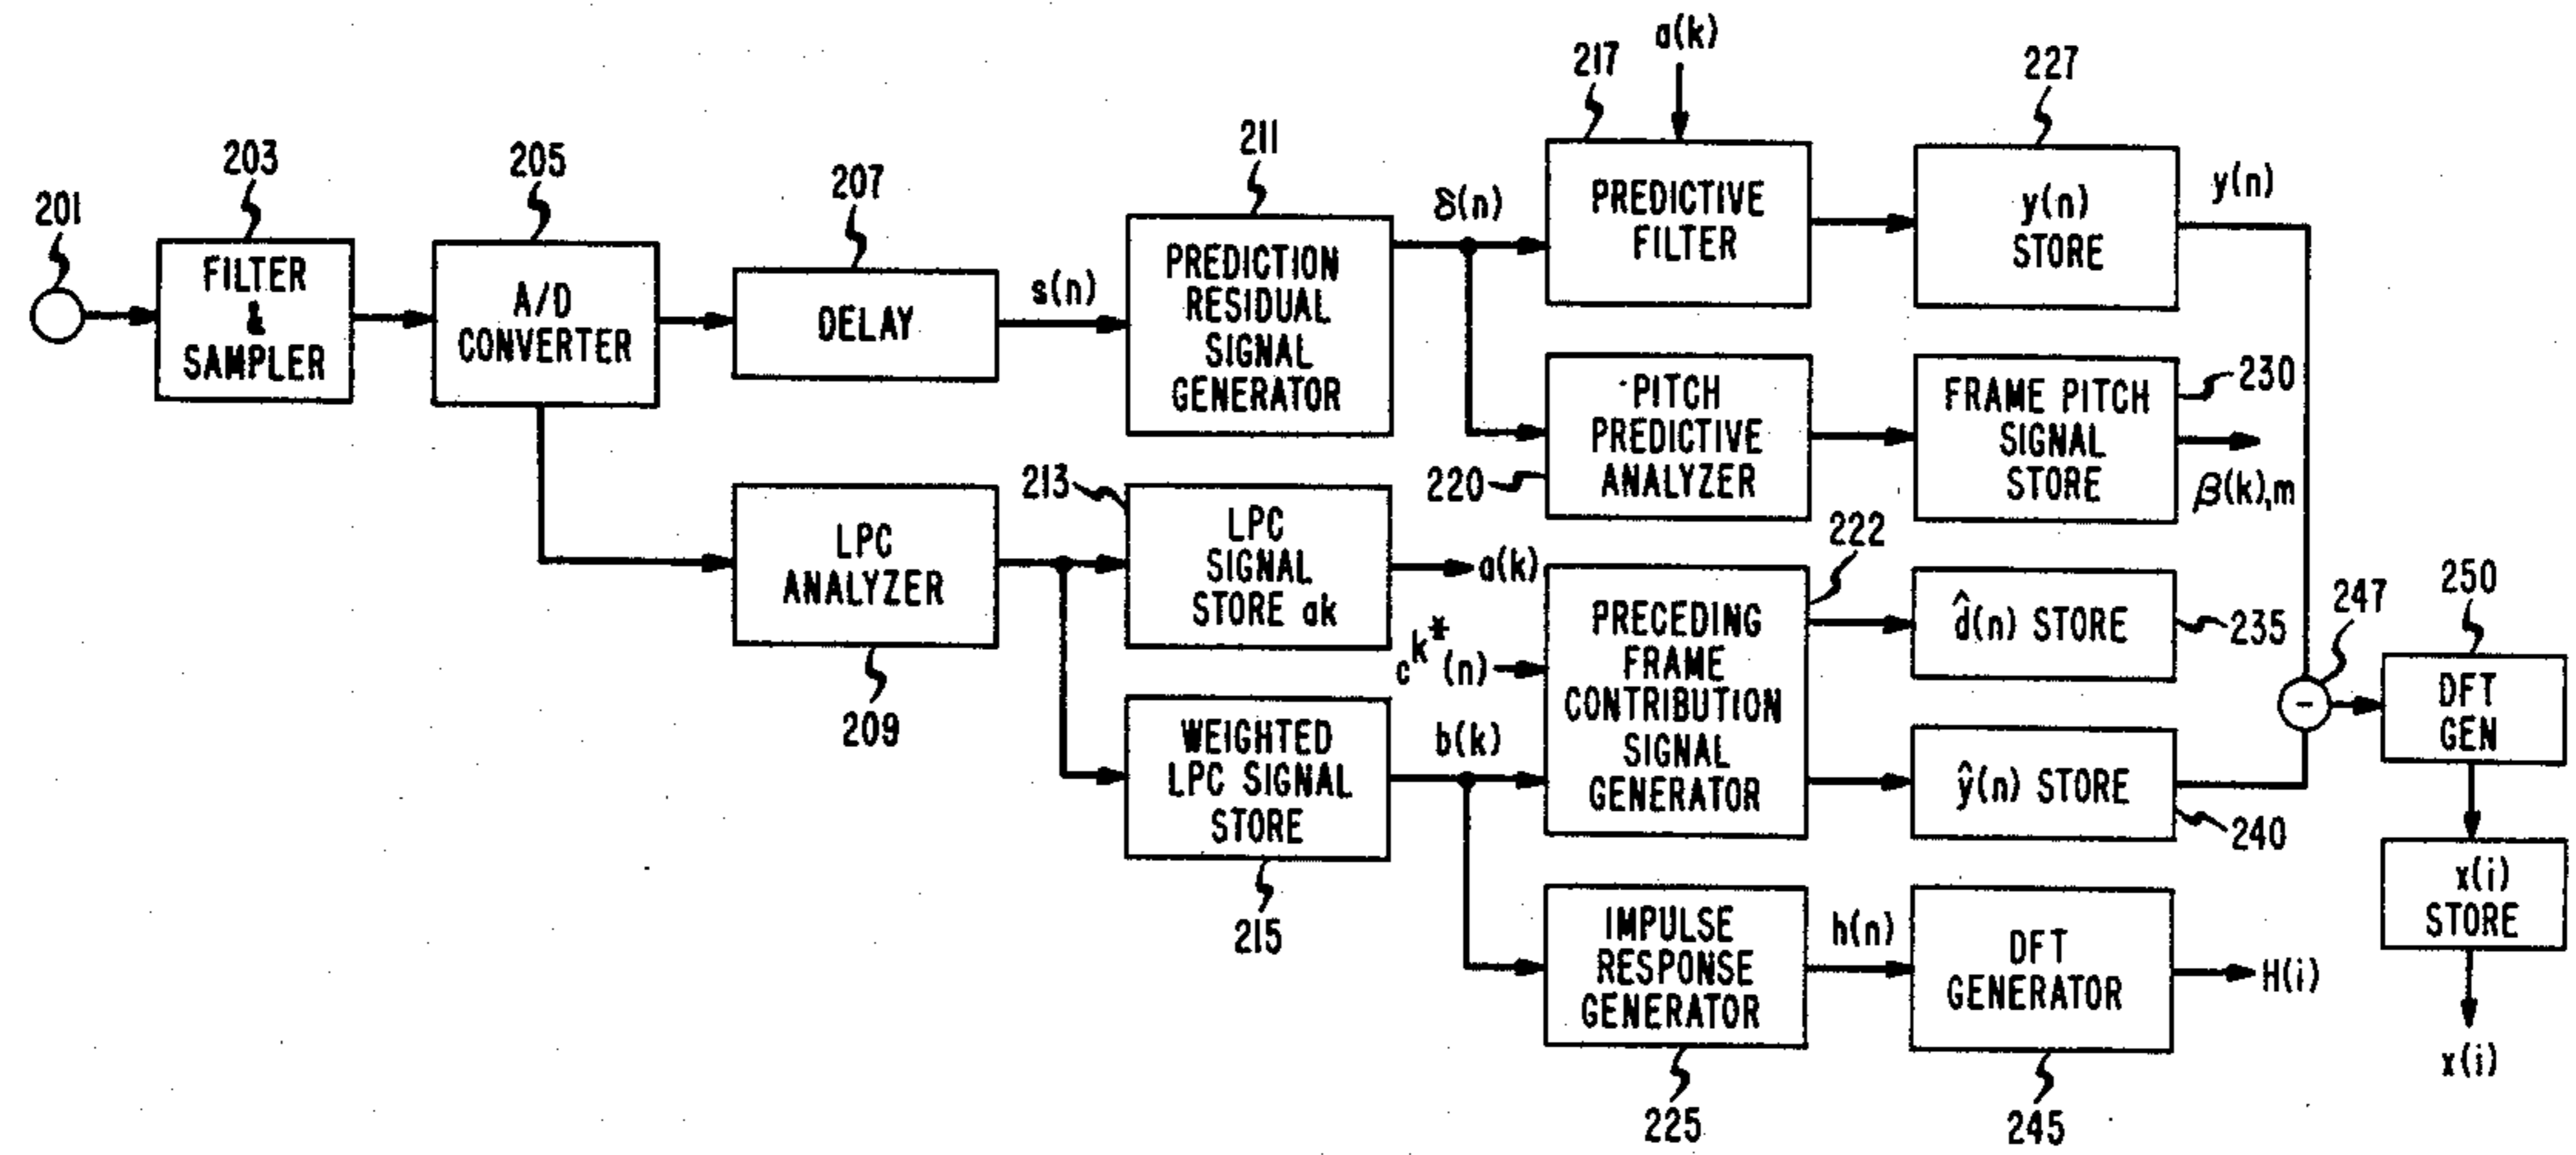 201
203
FILTER
&
SAMPLER
205
A/D
CONVERTER
207
DELAY
s(n)
211
PREDICTION
RESIDUAL
SIGNAL
GENERATOR
δ(n)
217
a(k)
PREDICTIVE
FILTER
227
y(n)
STORE
y(n)
220
PITCH
PREDICTIVE
ANALYZER
FRAME PITCH
SIGNAL
STORE
230
β(k),m
209
LPC
ANALYZER
213
LPC
SIGNAL
STORE ak
a(k)
215
WEIGHTED
LPC SIGNAL
STORE
b(k)
c^k*(n)
222
PRECEDING
FRAME
CONTRIBUTION
SIGNAL
GENERATOR
d̂(n) STORE
235
ŷ(n) STORE
240
247
-
250
DFT
GEN
x(i)
STORE
x(i)
IMPULSE
RESPONSE
GENERATOR
225
h(n)
DFT
GENERATOR
245
H(i)